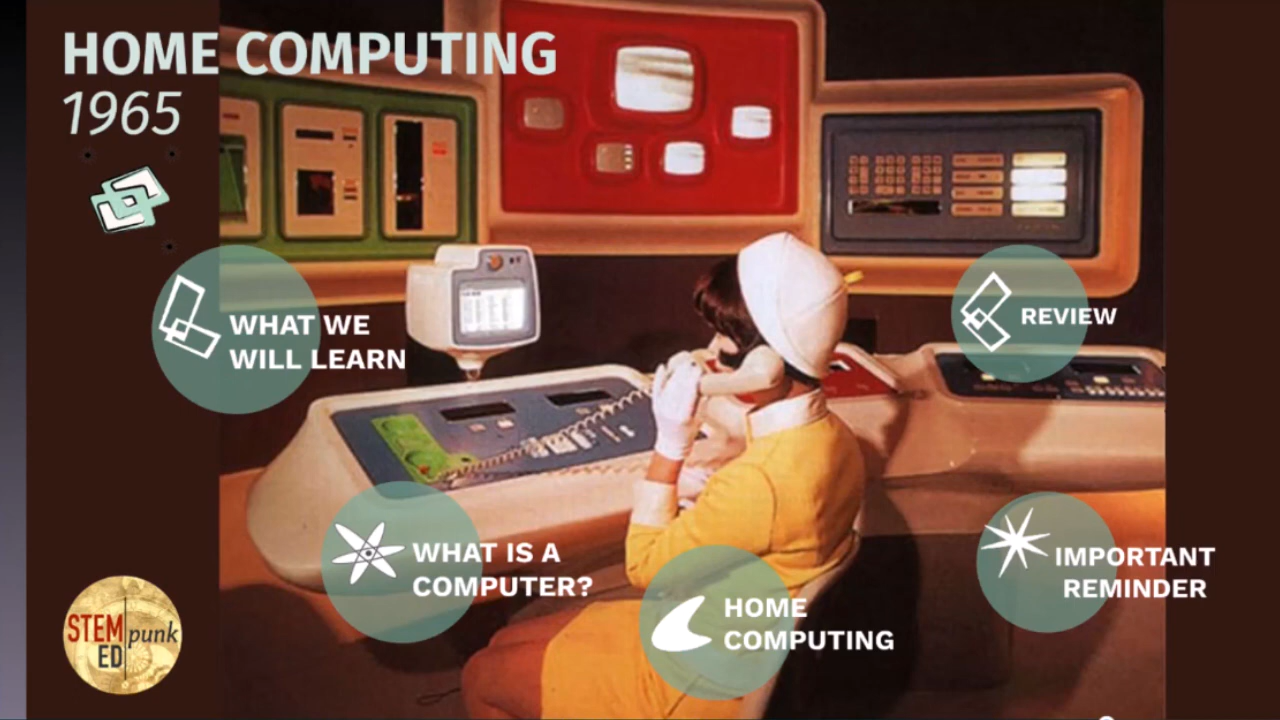 HOME COMPUTING
1965
WHAT WE
WILL LEARN
REVIEW
WHAT IS A
COMPUTER?
HOME
COMPUTING
IMPORTANT
REMINDER
STEM punk
ED